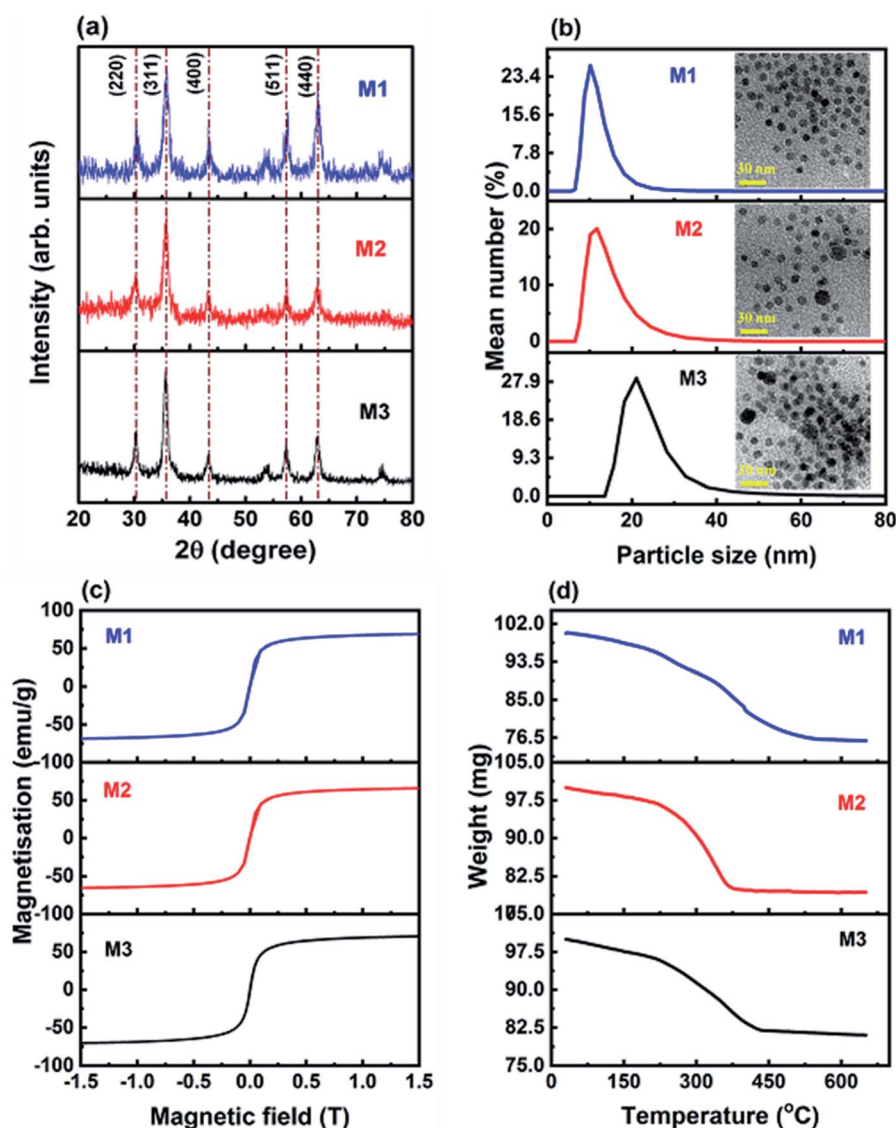 (a)
(220)
(311)
(400)
(511)
(440)
M1
M2
M3
Intensity (arb. units)
20 30 40 50 60 70 80
2θ (degree)
(b)
M1
23.4
15.6
7.8
0.0
30 nm
M2
20
10
0
30 nm
M3
27.9
18.6
9.3
0.0
30 nm
Mean number (%)
0 20 40 60 80
Particle size (nm)
(c)
100
50
0
-50
-100
M1
50
0
-50
-100
M2
50
0
-50
-100
M3
Magnetisation (emu/g)
-1.5 -1.0 -0.5 0.0 0.5 1.0 1.5
Magnetic field (T)
(d)
102.0
93.5
85.0
76.5
M1
105.0
97.5
90.0
82.5
75.0
M2
97.5
90.0
82.5
75.0
M3
Weight (mg)
0 150 300 450 600
Temperature (°C)